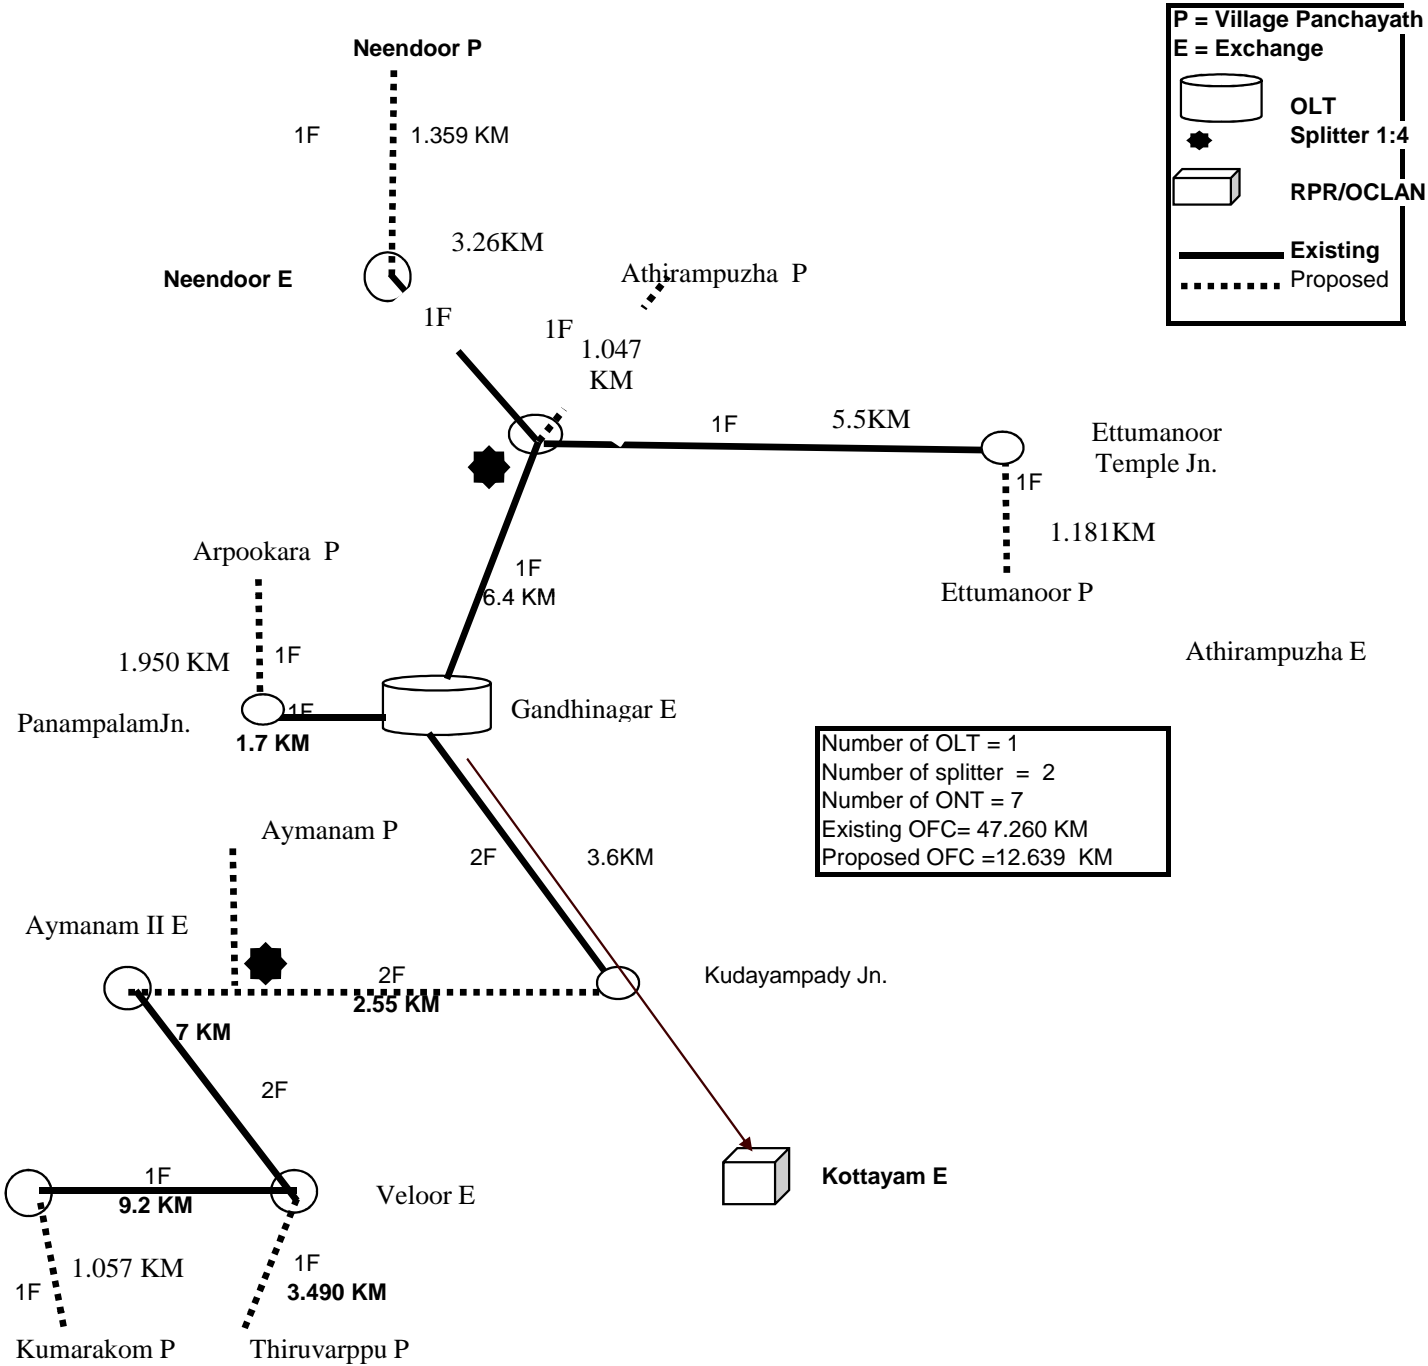 P = Village Panchayath
E = Exchange
OLT
Splitter 1:4
RPR/OCLAN
Existing
Proposed
Neendoor P
1F
1.359 KM
3.26KM
Neendoor E
Athirampuzha P
1F
1F
1.047
KM
1F
5.5KM
Ettumanoor
Temple Jn.
1F
1.181KM
Arpookara P
1F
6.4 KM
Ettumanoor P
Athirampuzha E
1.950 KM
1F
PanampalamJn.
1F
Gandhinagar E
1.7 KM
Number of OLT = 1
Number of splitter = 2
Number of ONT = 7
Existing OFC= 47.260 KM
Proposed OFC =12.639 KM
Aymanam P
2F
3.6KM
Aymanam II E
2F
Kudayampady Jn.
2.55 KM
7 KM
2F
1F
Kottayam E
9.2 KM
Veloor E
1.057 KM
1F
1F
3.490 KM
Kumarakom P
Thiruvarppu P